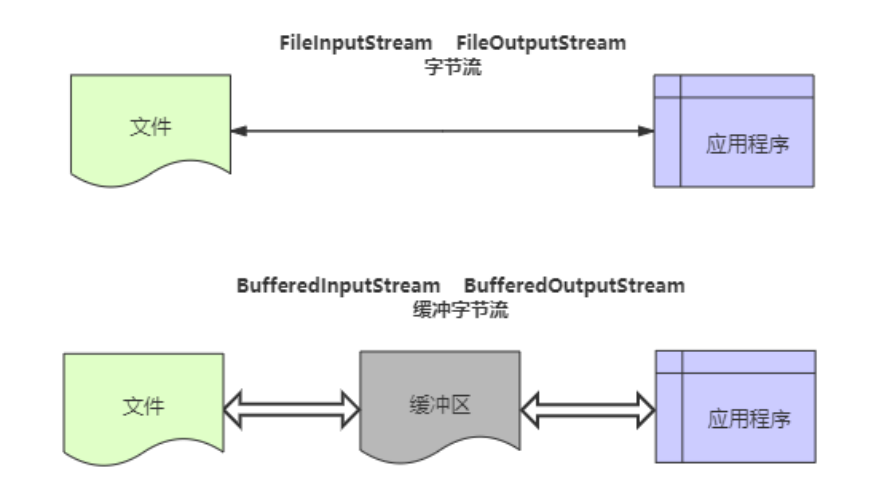 FileInputStream FileOutputStream
字节流
文件
应用程序
BufferedInputStream BufferedOutputStream
缓冲字节流
文件
缓冲区
应用程序